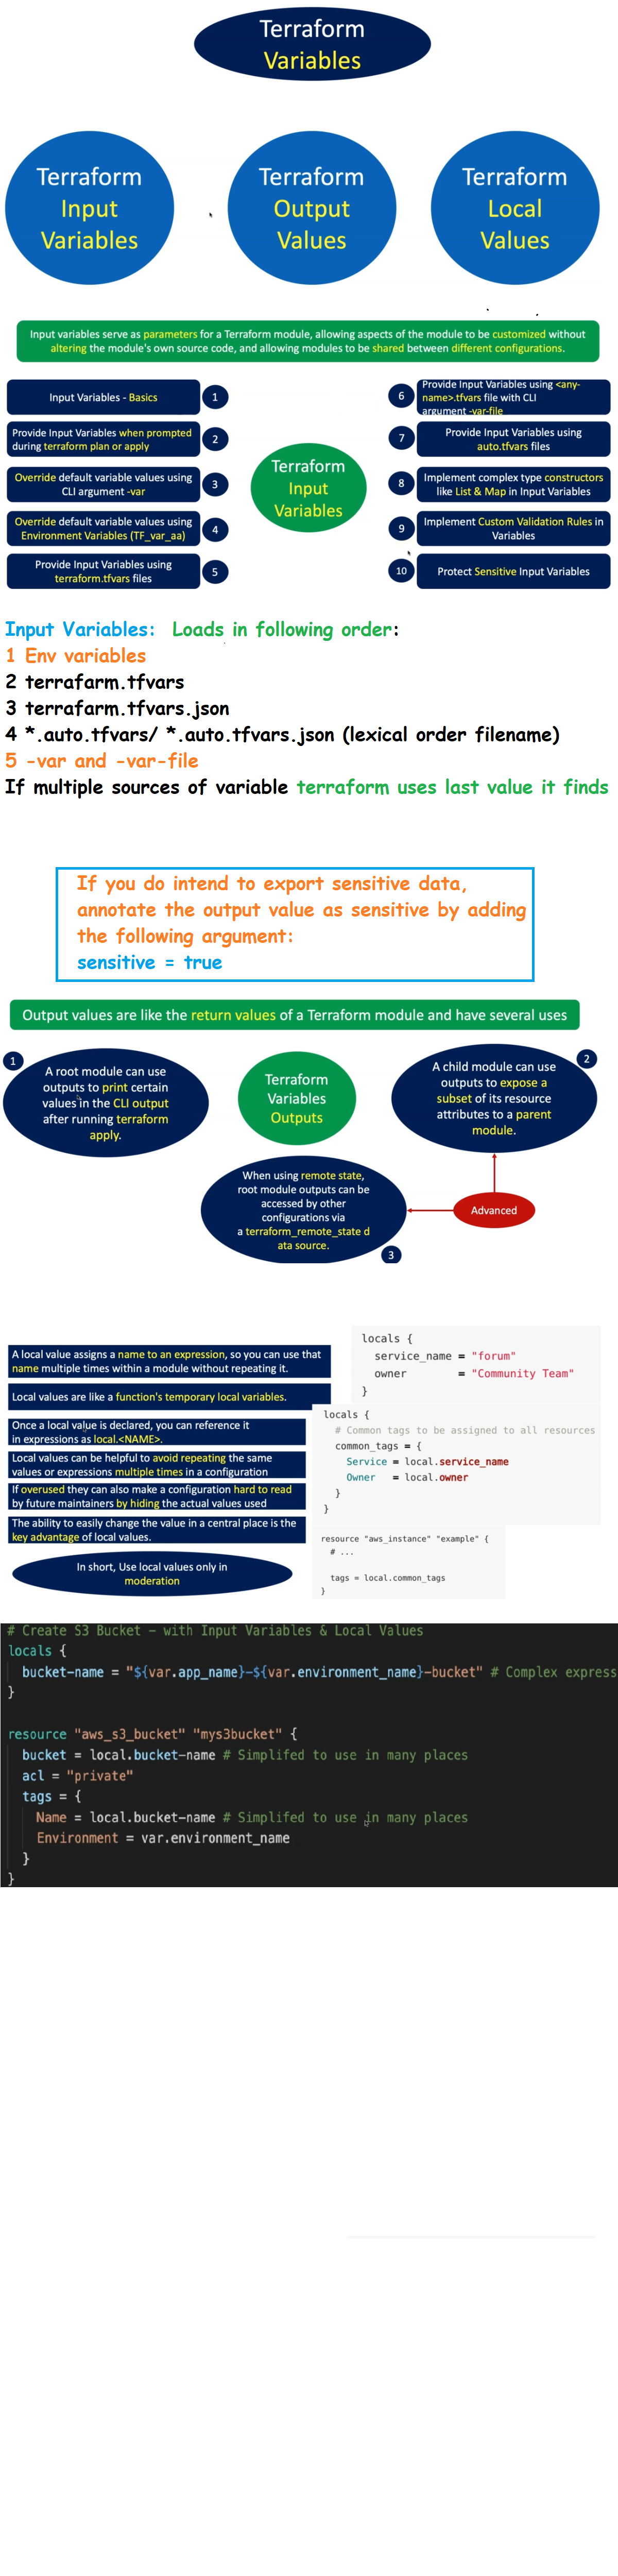 Terraform
Variables
Terraform
Input
Variables
Terraform
Output
Values
Terraform
Local
Values
Input variables serve as parameters for a Terraform module, allowing aspects of the module to be customized without
altering the module's own source code, and allowing modules to be shared between different configurations.
Input Variables - Basics
1
Provide Input Variables when prompted
during terraform plan or apply
2
Override default variable values using
CLI argument -var
3
Override default variable values using
Environment Variables (TF_var_aa)
4
Provide Input Variables using
terraform.tfvars files
5
Terraform
Input
Variables
6
Provide Input Variables using <any-
name>.tfvars file with CLI
argument -var-file
7
Provide Input Variables using
auto.tfvars files
8
Implement complex type constructors
like List & Map in Input Variables
9
Implement Custom Validation Rules in
Variables
10
Protect Sensitive Input Variables
Input Variables: Loads in following order:
1 Env variables
2 terrafarm.tfvars
3 terrafarm.tfvars.json
4 *.auto.tfvars/ *.auto.tfvars.json (lexical order filename)
5 -var and -var-file
If multiple sources of variable terraform uses last value it finds
If you do intend to export sensitive data,
annotate the output value as sensitive by adding
the following argument:
sensitive = true
Output values are like the return values of a Terraform module and have several uses
1
A root module can use
outputs to print certain
values in the CLI output
after running terraform
apply.
Terraform
Variables
Outputs
2
A child module can use
outputs to expose a
subset of its resource
attributes to a parent
module.
When using remote state,
root module outputs can be
accessed by other
configurations via
a terraform_remote_state d
ata source.
3
Advanced
A local value assigns a name to an expression, so you can use that
name multiple times within a module without repeating it.
Local values are like a function's temporary local variables.
Once a local value is declared, you can reference it
in expressions as local.<NAME>.
Local values can be helpful to avoid repeating the same
values or expressions multiple times in a configuration
If overused they can also make a configuration hard to read
by future maintainers by hiding the actual values used
The ability to easily change the value in a central place is the
key advantage of local values.
In short, Use local values only in
moderation
locals {
service_name = "forum"
owner = "Community Team"
}
locals {
# Common tags to be assigned to all resources
common_tags = {
Service = local.service_name
Owner = local.owner
}
}
resource "aws_instance" "example" {
# ...
tags = local.common_tags
}
# Create S3 Bucket - with Input Variables & Local Values
locals {
bucket-name = "${var.app_name}-${var.environment_name}-bucket" # Complex express
}
resource "aws_s3_bucket" "mys3bucket" {
bucket = local.bucket-name # Simplifed to use in many places
acl = "private"
tags = {
Name = local.bucket-name # Simplifed to use in many places
Environment = var.environment_name
}
}